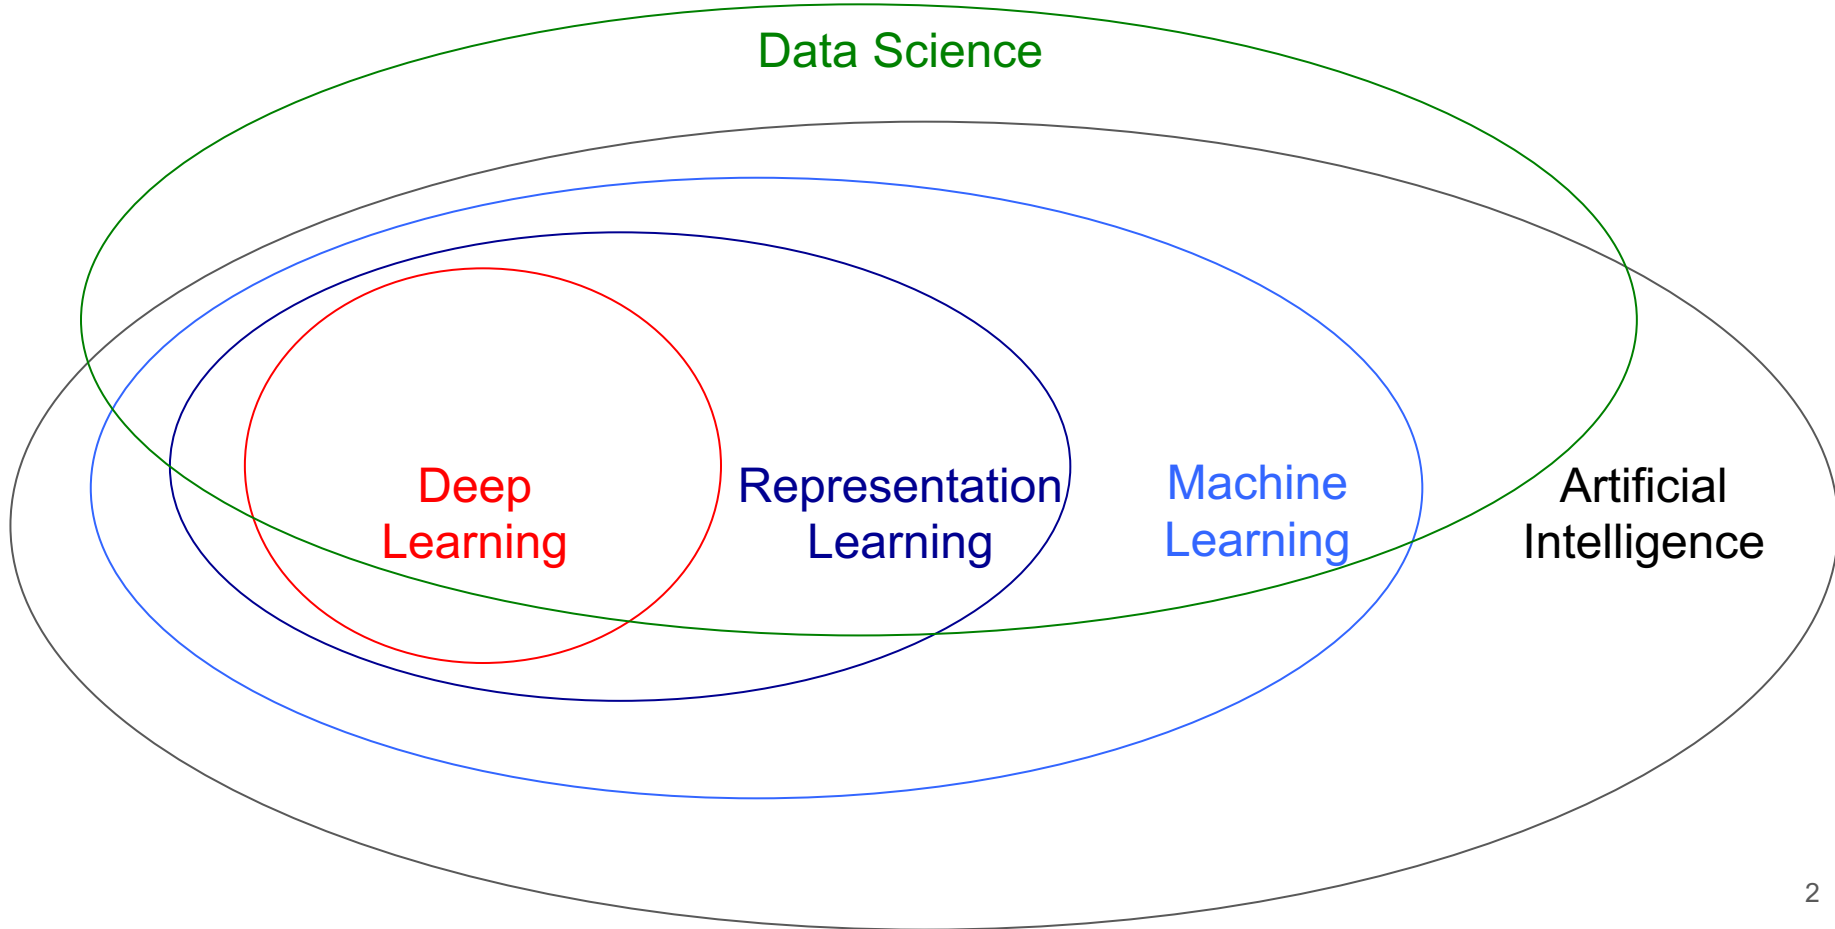 Data Science
Deep
Learning
Representation
Learning
Machine
Learning
Artificial
Intelligence
2